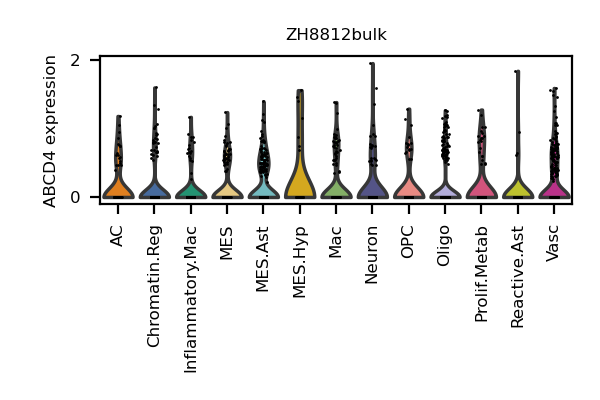 ZH8812bulk
ABCD4 expression
2
0
AC
Chromatin.Reg
Inflammatory.Mac
MES
MES.Ast
MES.Hyp
Mac
Neuron
OPC
Oligo
Prolif.Metab
Reactive.Ast
Vasc